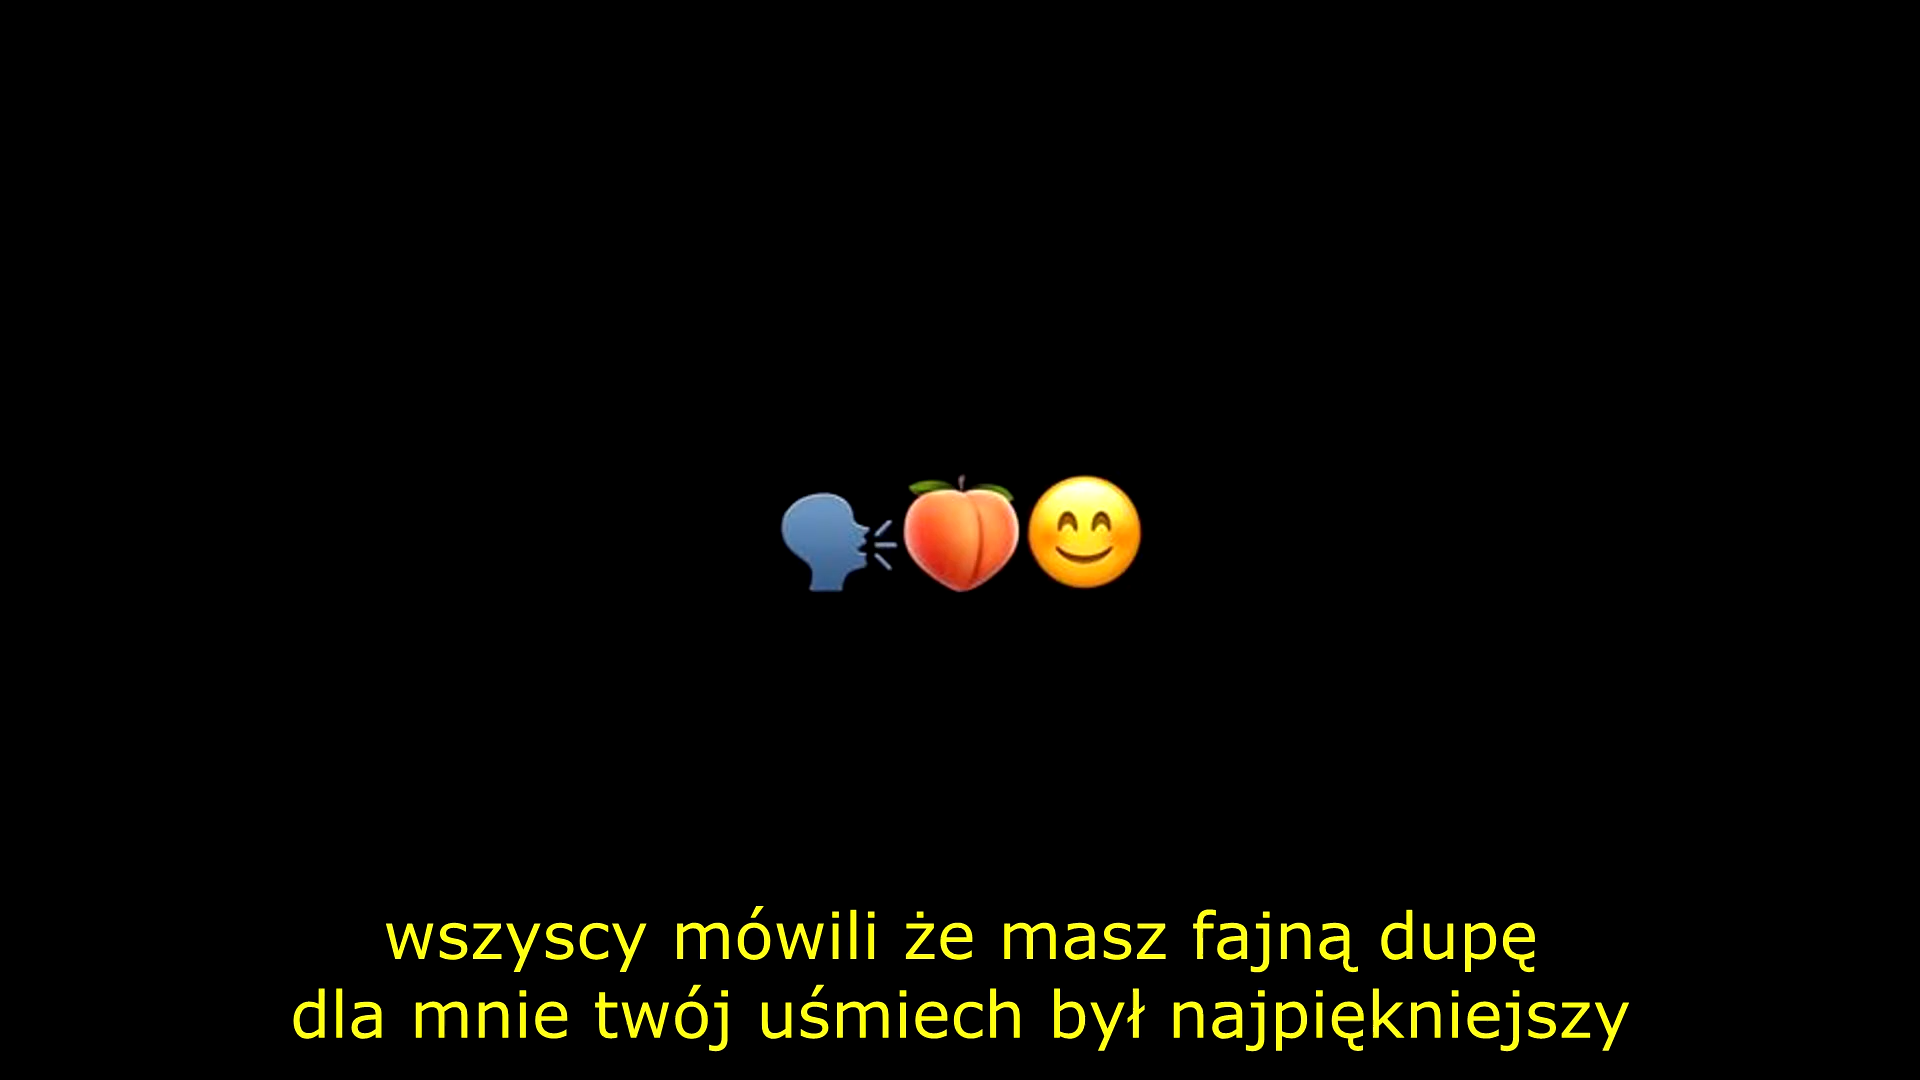 wszyscy mówili że masz fajną dupę
dla mnie twój uśmiech był najpiękniejszy